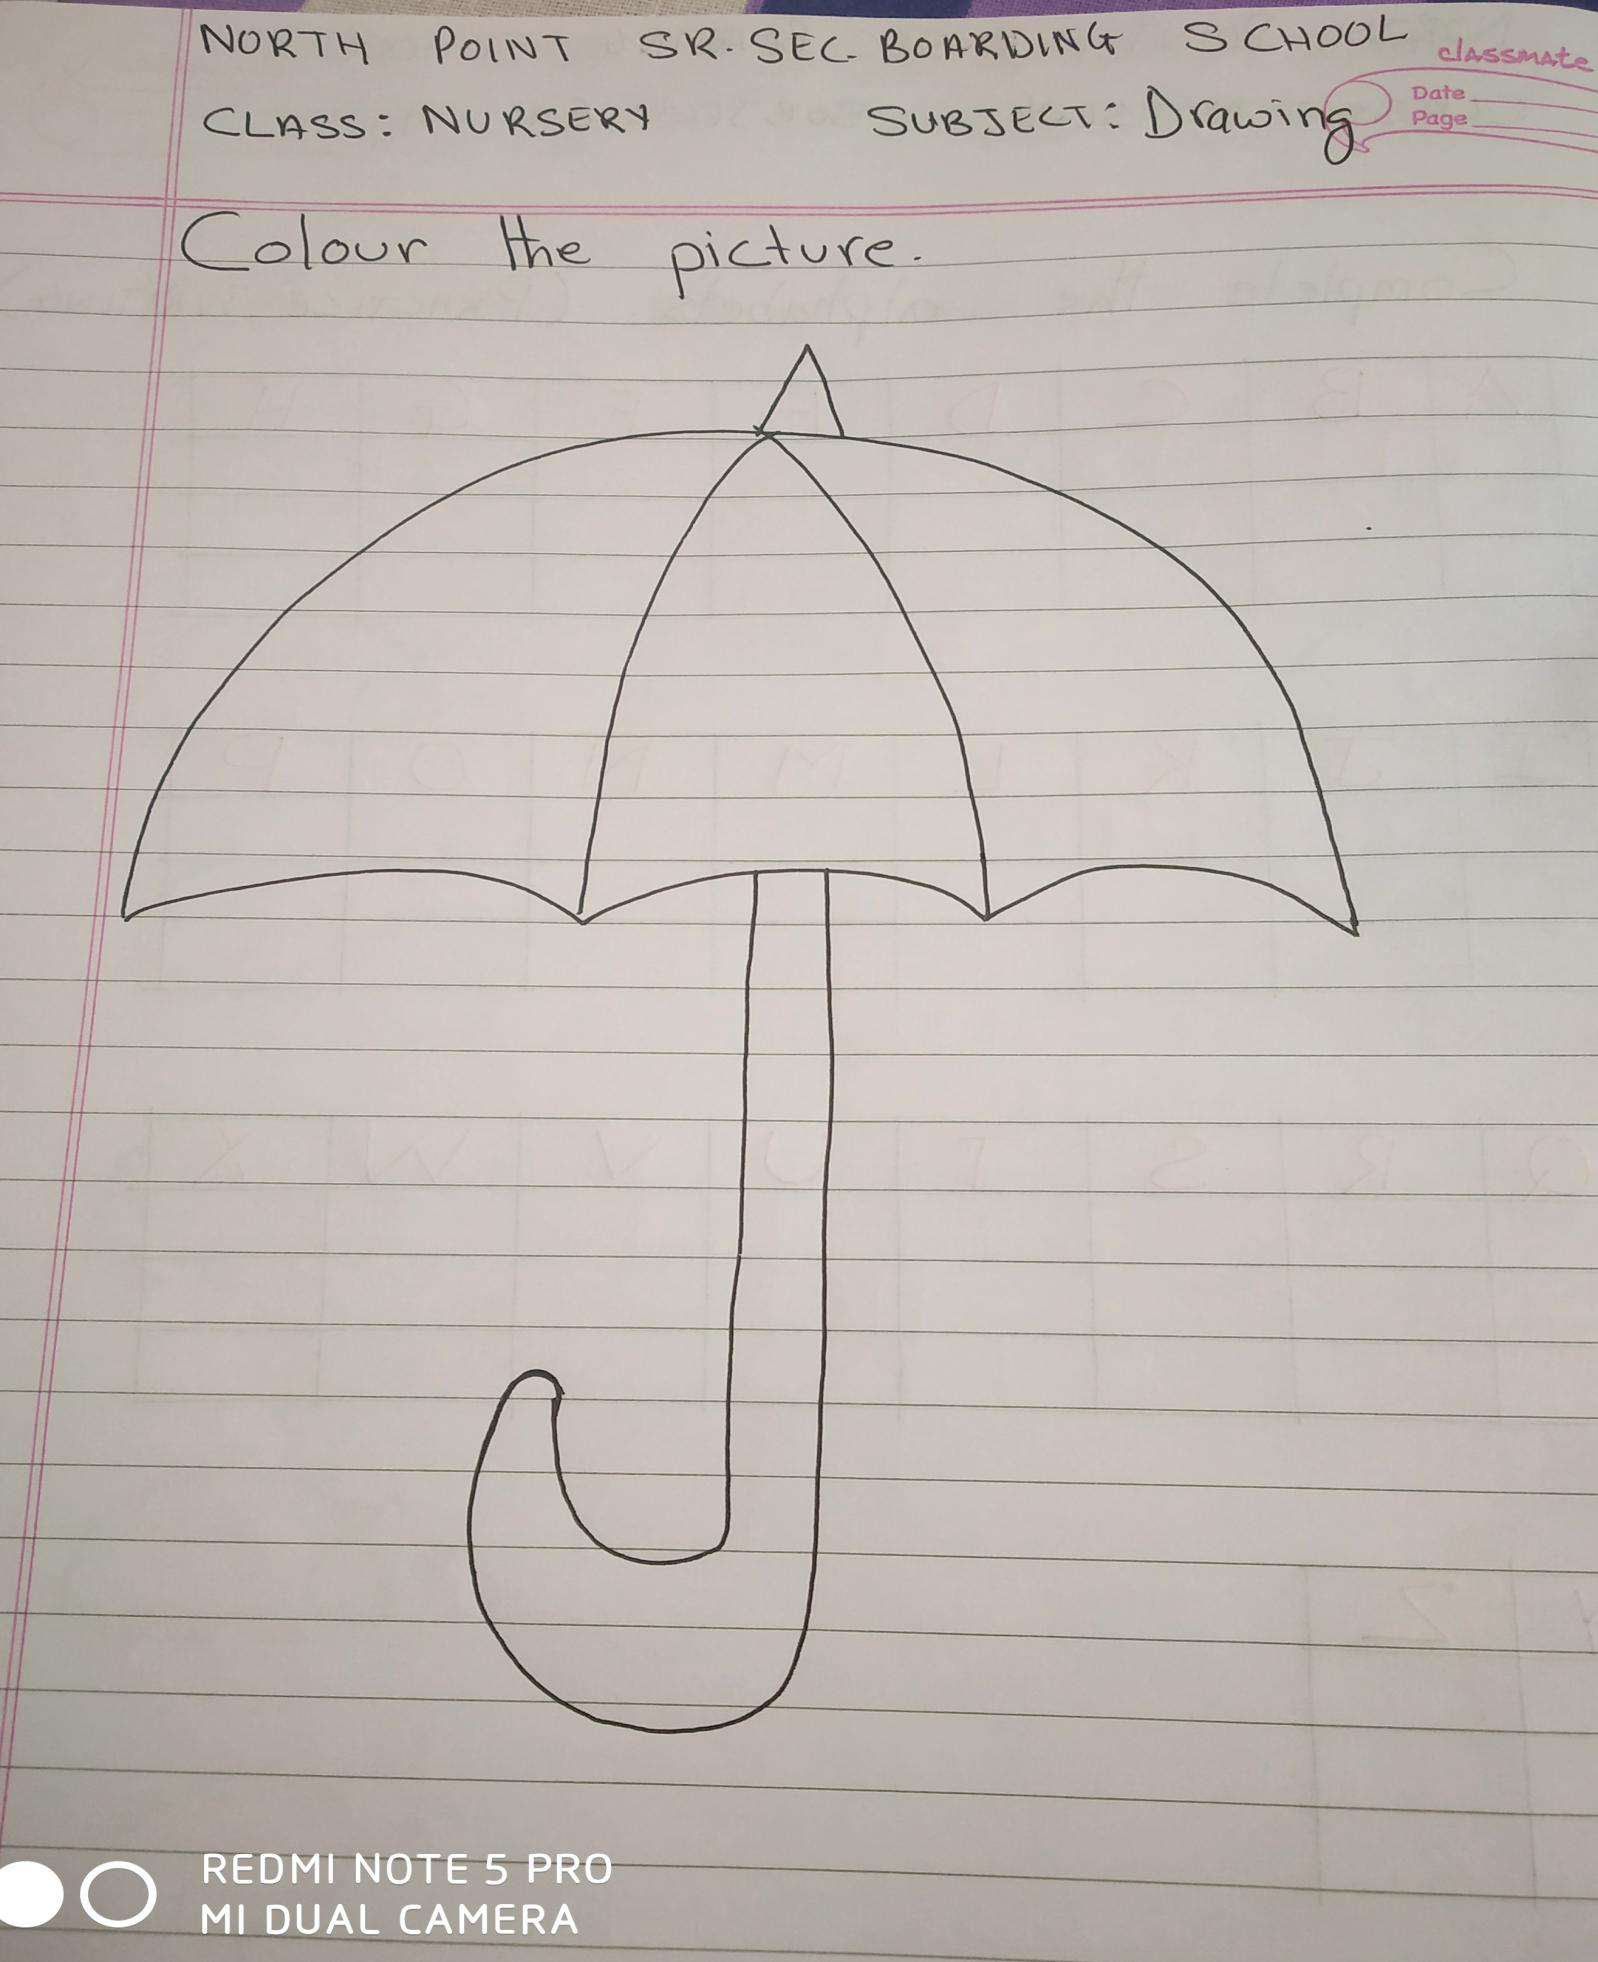 NORTH POINT SR. SEC. BOARDING SCHOOL
classmate
Date
Page
CLASS: NURSERY SUBJECT: Drawing
Colour the picture.
REDMI NOTE 5 PRO
MI DUAL CAMERA